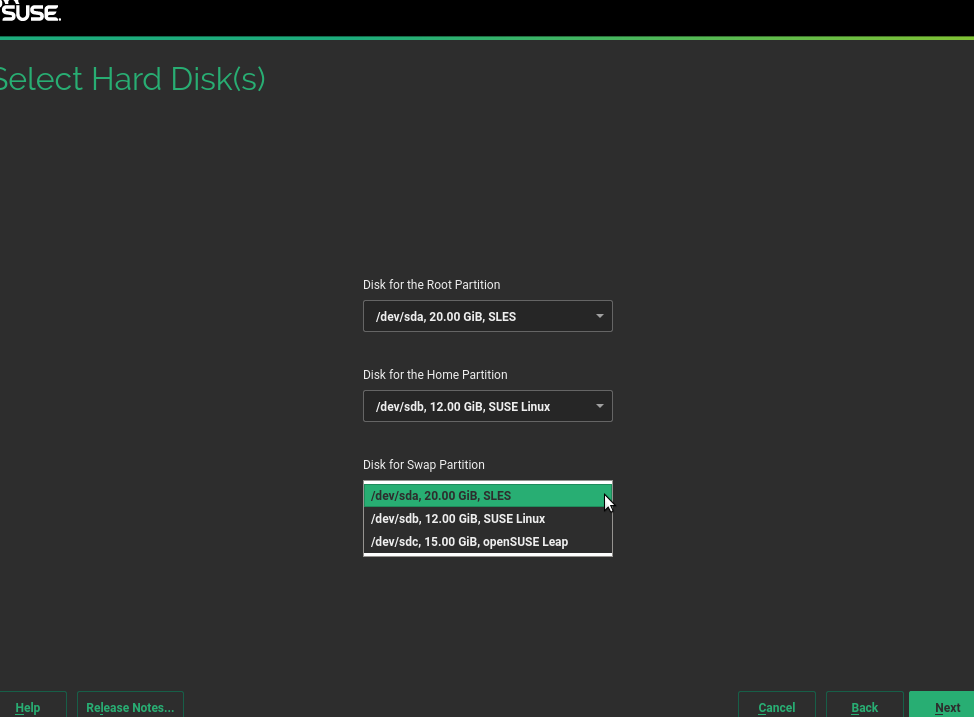 SUSE.
Select Hard Disk(s)
Disk for the Root Partition
/dev/sda, 20.00 GiB, SLES
Disk for the Home Partition
/dev/sdb, 12.00 GiB, SUSE Linux
Disk for Swap Partition
/dev/sda, 20.00 GiB, SLES
/dev/sdb, 12.00 GiB, SUSE Linux
/dev/sdc, 15.00 GiB, openSUSE Leap
Help Release Notes... Cancel Back Next